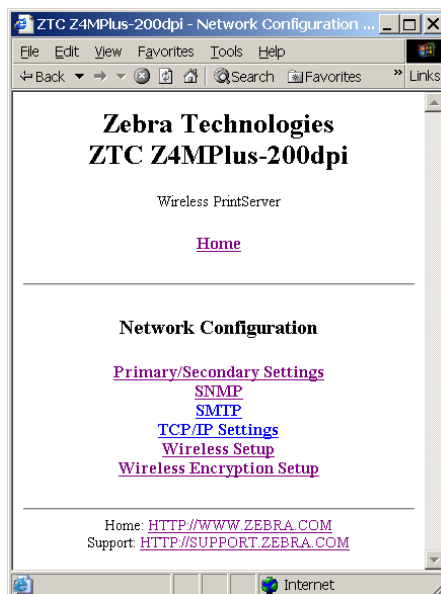 ZTC Z4MPlus-200dpi - Network Configuration ...
File Edit View Favorites Tools Help
Back Search Favorites » Links
Zebra Technologies
ZTC Z4MPlus-200dpi
Wireless PrintServer
Home
Network Configuration
Primary/Secondary Settings
SNMP
SMTP
TCP/IP Settings
Wireless Setup
Wireless Encryption Setup
Home: HTTP://WWW.ZEBRA.COM
Support: HTTP://SUPPORT.ZEBRA.COM
Internet